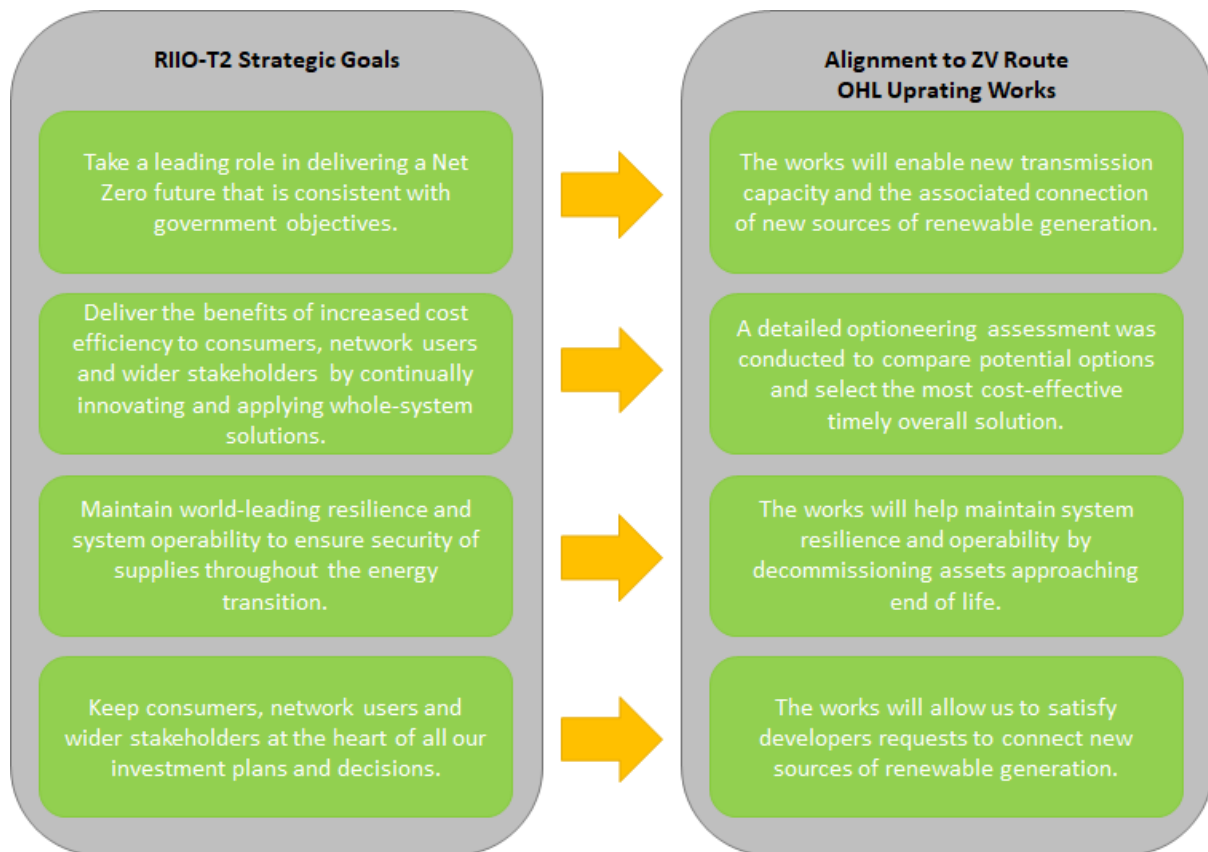 RIIO-T2 Strategic Goals
Take a leading role in delivering a Net
Zero future that is consistent with
government objectives.
Deliver the benefits of increased cost
efficiency to consumers, network users
and wider stakeholders by continually
innovating and applying whole-system
solutions.
Maintain world-leading resilience and
system operability to ensure security of
supplies throughout the energy
transition.
Keep consumers, network users and
wider stakeholders at the heart of all our
investment plans and decisions.
Alignment to ZV Route
OHL Uprating Works
The works will enable new transmission
capacity and the associated connection
of new sources of renewable generation.
A detailed optioneering assessment was
conducted to compare potential options
and select the most cost-effective
timely overall solution.
The works will help maintain system
resilience and operability by
decommissioning assets approaching
end of life.
The works will allow us to satisfy
developers requests to connect new
sources of renewable generation.